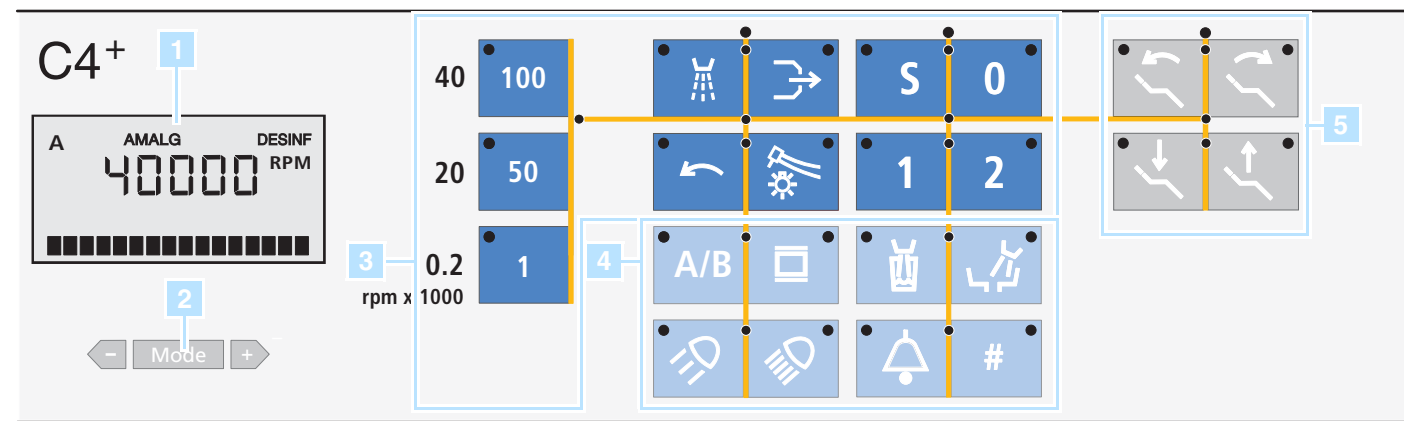 C4+
1
A AMALG DESINF
40000 RPM
2
- Mode +
3
40 100
20 50
0.2 1
rpm x 1000
S 0
1 2
4
A/B
#
5